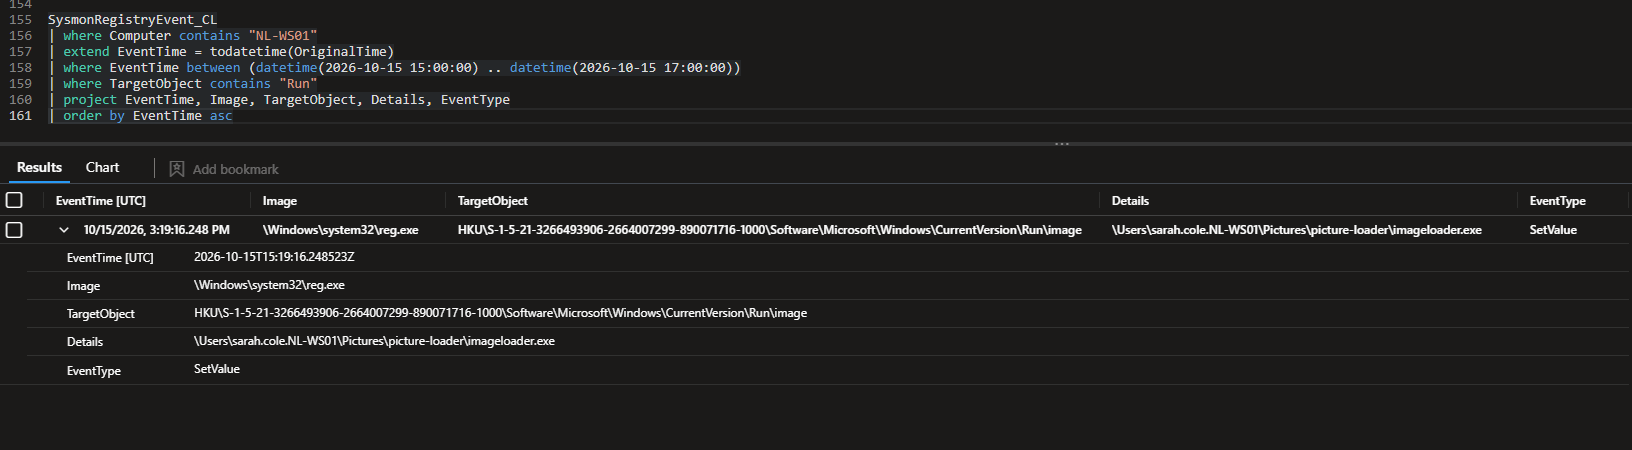 154
155 SysmonRegistryEvent_CL
156 | where Computer contains "NL-WS01"
157 | extend EventTime = todatetime(OriginalTime)
158 | where EventTime between (datetime(2026-10-15 15:00:00) .. datetime(2026-10-15 17:00:00))
159 | where TargetObject contains "Run"
160 | project EventTime, Image, TargetObject, Details, EventType
161 | order by EventTime asc
Results Chart Add bookmark
EventTime [UTC] Image TargetObject Details EventType
10/15/2026, 3:19:16.248 PM \Windows\system32\reg.exe HKU\S-1-5-21-3266493906-2664007299-890071716-1000\Software\Microsoft\Windows\CurrentVersion\Run\image \Users\sarah.cole.NL-WS01\Pictures\picture-loader\imageloader.exe SetValue
EventTime [UTC] 2026-10-15T15:19:16.248523Z
Image \Windows\system32\reg.exe
TargetObject HKU\S-1-5-21-3266493906-2664007299-890071716-1000\Software\Microsoft\Windows\CurrentVersion\Run\image
Details \Users\sarah.cole.NL-WS01\Pictures\picture-loader\imageloader.exe
EventType SetValue